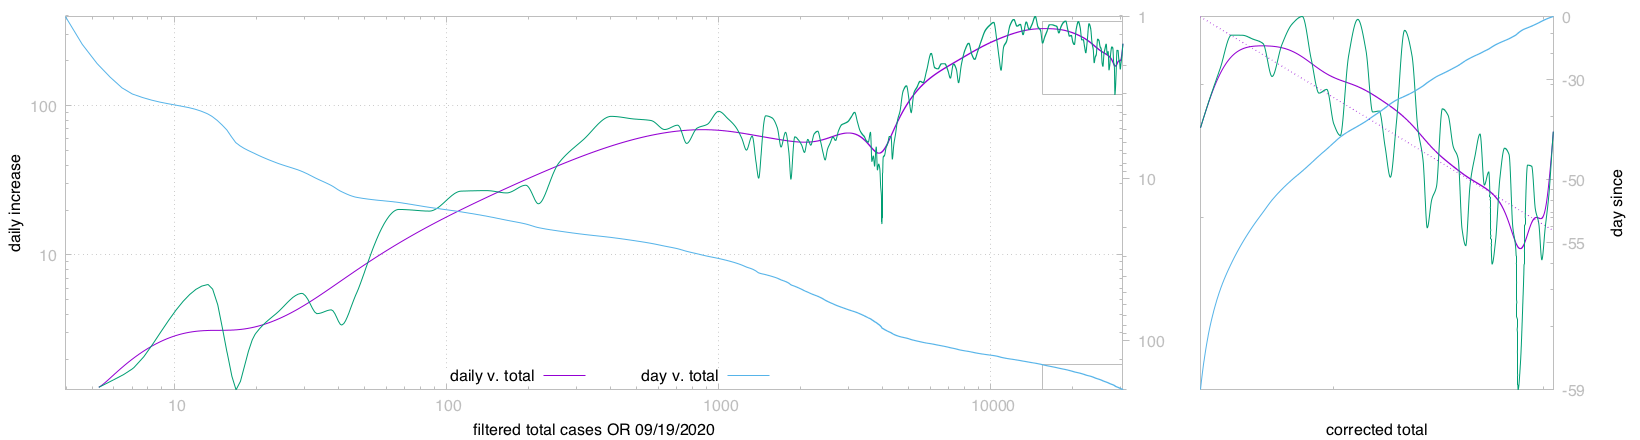 1
0
-30
100
daily increase
10
-50
day since
10
-55
100
daily v. total
day v. total
-59
10
100
1000
10000
filtered total cases OR 09/19/2020
corrected total